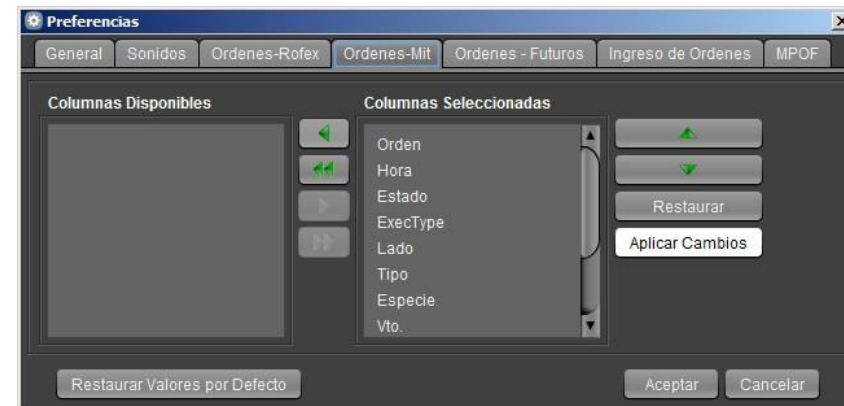 Preferencias
General Sonidos Ordenes-Rofex Ordenes-Mit Ordenes - Futuros Ingreso de Ordenes MPOF
Columnas Disponibles Columnas Seleccionadas
Orden
Hora
Estado
ExecType
Lado
Tipo
Especie
Vto.
Restaurar
Aplicar Cambios
Restaurar Valores por Defecto Aceptar Cancelar